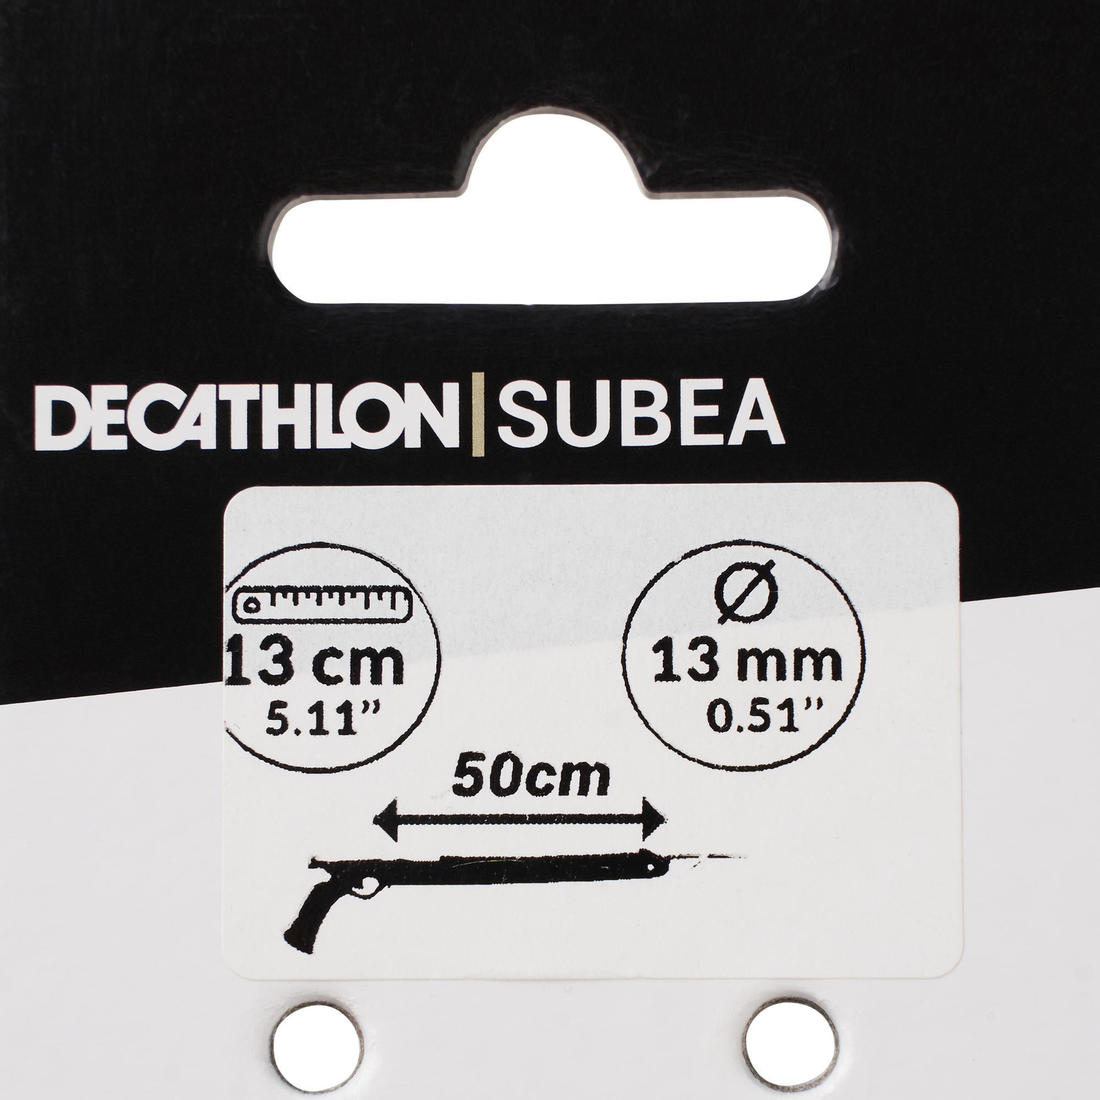 DECATHLON | SUBEA
13 cm
5.11’’
13 mm
0.51’’
50cm